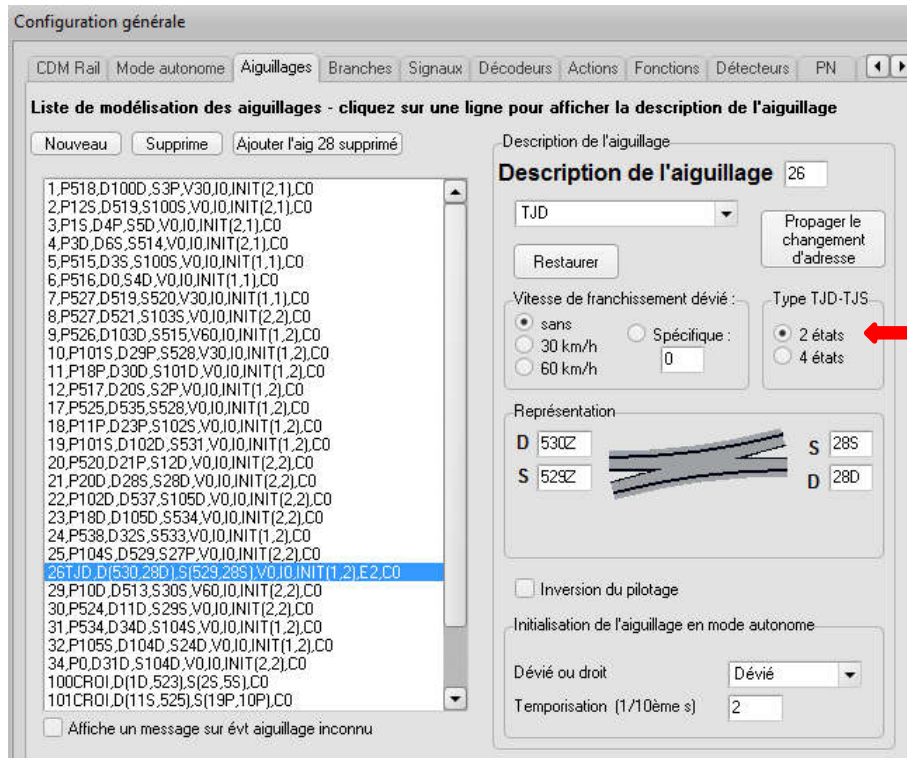 Configuration générale
CDM Rail Mode autonome Aiguillages Branches Signaux Décodeurs Actions Fonctions Détecteurs PN
Liste de modélisation des aiguillages - cliquez sur une ligne pour afficher la description de l'aiguillage
Nouveau Supprime Ajouter l'aig 28 supprimé
1,P518,D100D,S3P,V30,I0,INIT(2,1),C0
2,P12S,D519,S100S,V0,I0,INIT(2,1),C0
3,P1S,D4P,S5D,V0,I0,INIT(2,1),C0
4,P3D,D6S,S514,V0,I0,INIT(2,1),C0
5,P515,D3S,S100S,V0,I0,INIT(1,1),C0
6,P516,D0,S4D,V0,I0,INIT(1,1),C0
7,P527,D519,S520,V30,I0,INIT(1,1),C0
8,P527,D521,S103S,V0,I0,INIT(2,2),C0
9,P526,D103D,S515,V60,I0,INIT(1,2),C0
10,P101S,D29P,S528,V30,I0,INIT(1,2),C0
11,P18P,D30D,S101D,V0,I0,INIT(1,2),C0
12,P517,D20S,S2P,V0,I0,INIT(1,2),C0
17,P525,D535,S528,V0,I0,INIT(1,2),C0
18,P11P,D23P,S102S,V0,I0,INIT(1,2),C0
19,P101S,D102D,S531,V0,I0,INIT(1,2),C0
20,P520,D21P,S12D,V0,I0,INIT(2,2),C0
21,P20D,D28S,S28D,V0,I0,INIT(2,2),C0
22,P102D,D537,S105D,V0,I0,INIT(2,2),C0
23,P18D,D105D,S534,V0,I0,INIT(2,2),C0
24,P538,D32S,S533,V0,I0,INIT(1,2),C0
25,P104S,D529,S27P,V0,I0,INIT(2,2),C0
26TJD,D(530,28D),S(529,28S),V0,I0,INIT(1,2),E2,C0
29,P10D,D513,S30S,V60,I0,INIT(2,2),C0
30,P524,D11D,S29S,V0,I0,INIT(2,2),C0
31,P534,D34D,S104S,V0,I0,INIT(2,2),C0
32,P105S,D104D,S24D,V0,I0,INIT(1,2),C0
34,P0,D31D,S104D,V0,I0,INIT(2,2),C0
100CROI,D(1D,523),S(2S,5S),C0
101CROI,D(11S,525),S(19P,10P),C0
Affiche un message sur évt aiguillage inconnu
Description de l'aiguillage
Description de l'aiguillage 26
TJD
Propager le
changement
d'adresse
Restaurer
Vitesse de franchissement dévié :
sans
30 km/h
60 km/h
Spécifique :
0
Type TJD-TJS
2 états
4 états
Représentation
D 530Z S 28S
S 529Z D 28D
Inversion du pilotage
Initialisation de l'aiguillage en mode autonome
Dévié ou droit Dévié
Temporisation (1/10ème s) 2